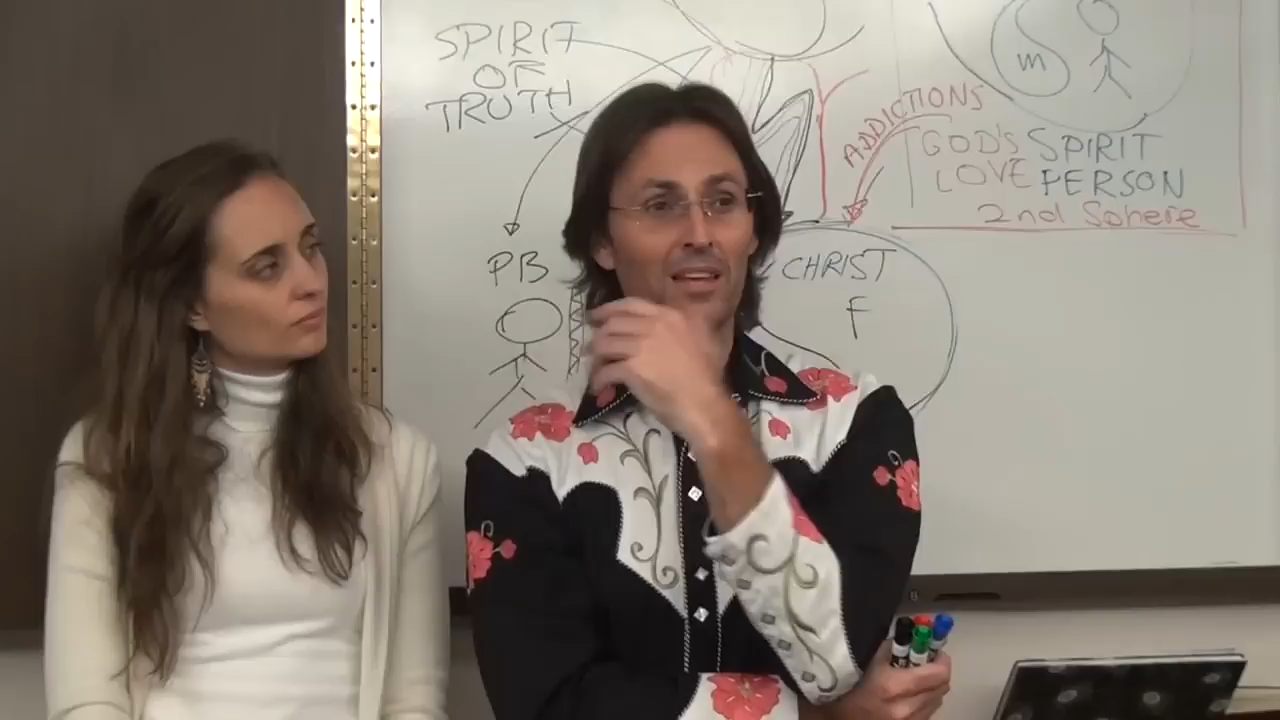 SPIRIT
OF
TRUTH
m
ADDICTIONS
GOD'S SPIRIT
LOVE PERSON
2nd Sphere
PB
CHRIST
F